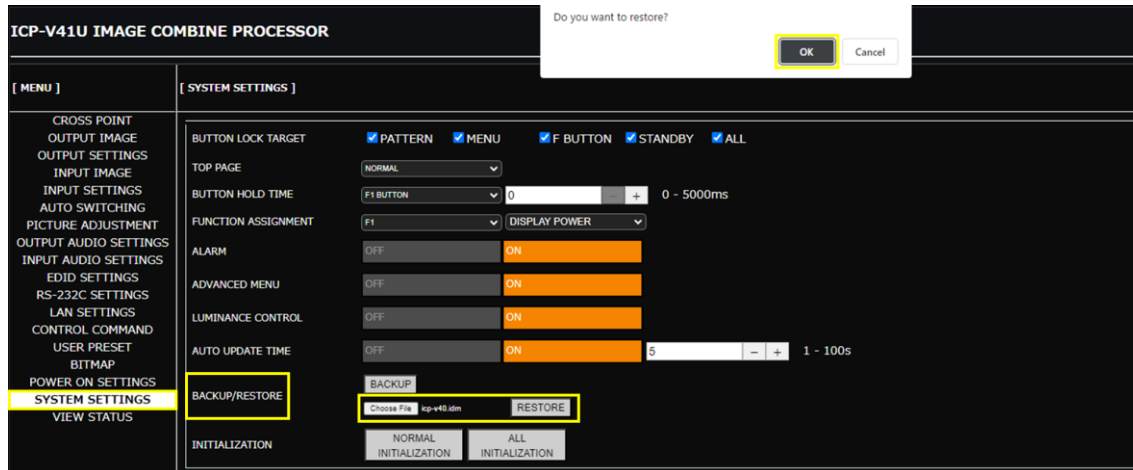 ICP-V41U IMAGE COMBINE PROCESSOR
Do you want to restore?
OK Cancel
[ MENU ]
CROSS POINT
OUTPUT IMAGE
OUTPUT SETTINGS
INPUT IMAGE
INPUT SETTINGS
AUTO SWITCHING
PICTURE ADJUSTMENT
OUTPUT AUDIO SETTINGS
INPUT AUDIO SETTINGS
EDID SETTINGS
RS-232C SETTINGS
LAN SETTINGS
CONTROL COMMAND
USER PRESET
BITMAP
POWER ON SETTINGS
SYSTEM SETTINGS
VIEW STATUS
[ SYSTEM SETTINGS ]
BUTTON LOCK TARGET PATTERN MENU F BUTTON STANDBY ALL
TOP PAGE NORMAL
BUTTON HOLD TIME F1 BUTTON 0 − + 0 - 5000ms
FUNCTION ASSIGNMENT F1 DISPLAY POWER
ALARM OFF ON
ADVANCED MENU OFF ON
LUMINANCE CONTROL OFF ON
AUTO UPDATE TIME OFF ON 5 − + 1 - 100s
BACKUP/RESTORE BACKUP
Choose File icp-v40.idm RESTORE
INITIALIZATION
NORMAL
INITIALIZATION
ALL
INITIALIZATION